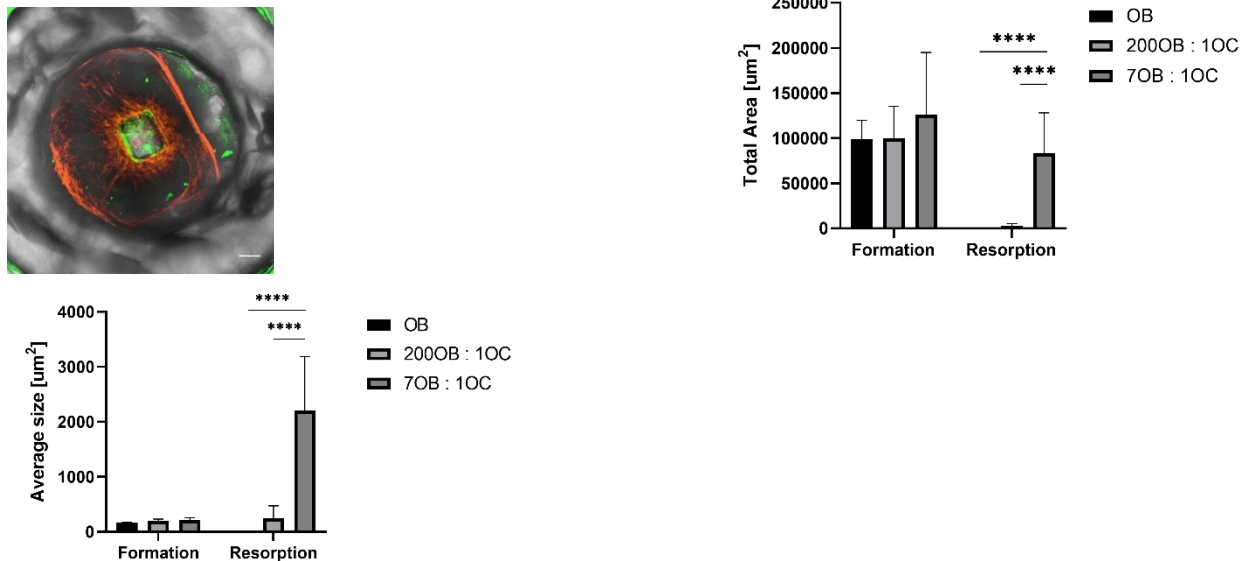 250000
200000
150000
100000
50000
0
Total Area [um²]
****
****
Formation Resorption
OB
200OB : 1OC
7OB : 1OC
4000
3000
2000
1000
0
Average size [um²]
****
****
Formation Resorption
OB
200OB : 1OC
7OB : 1OC